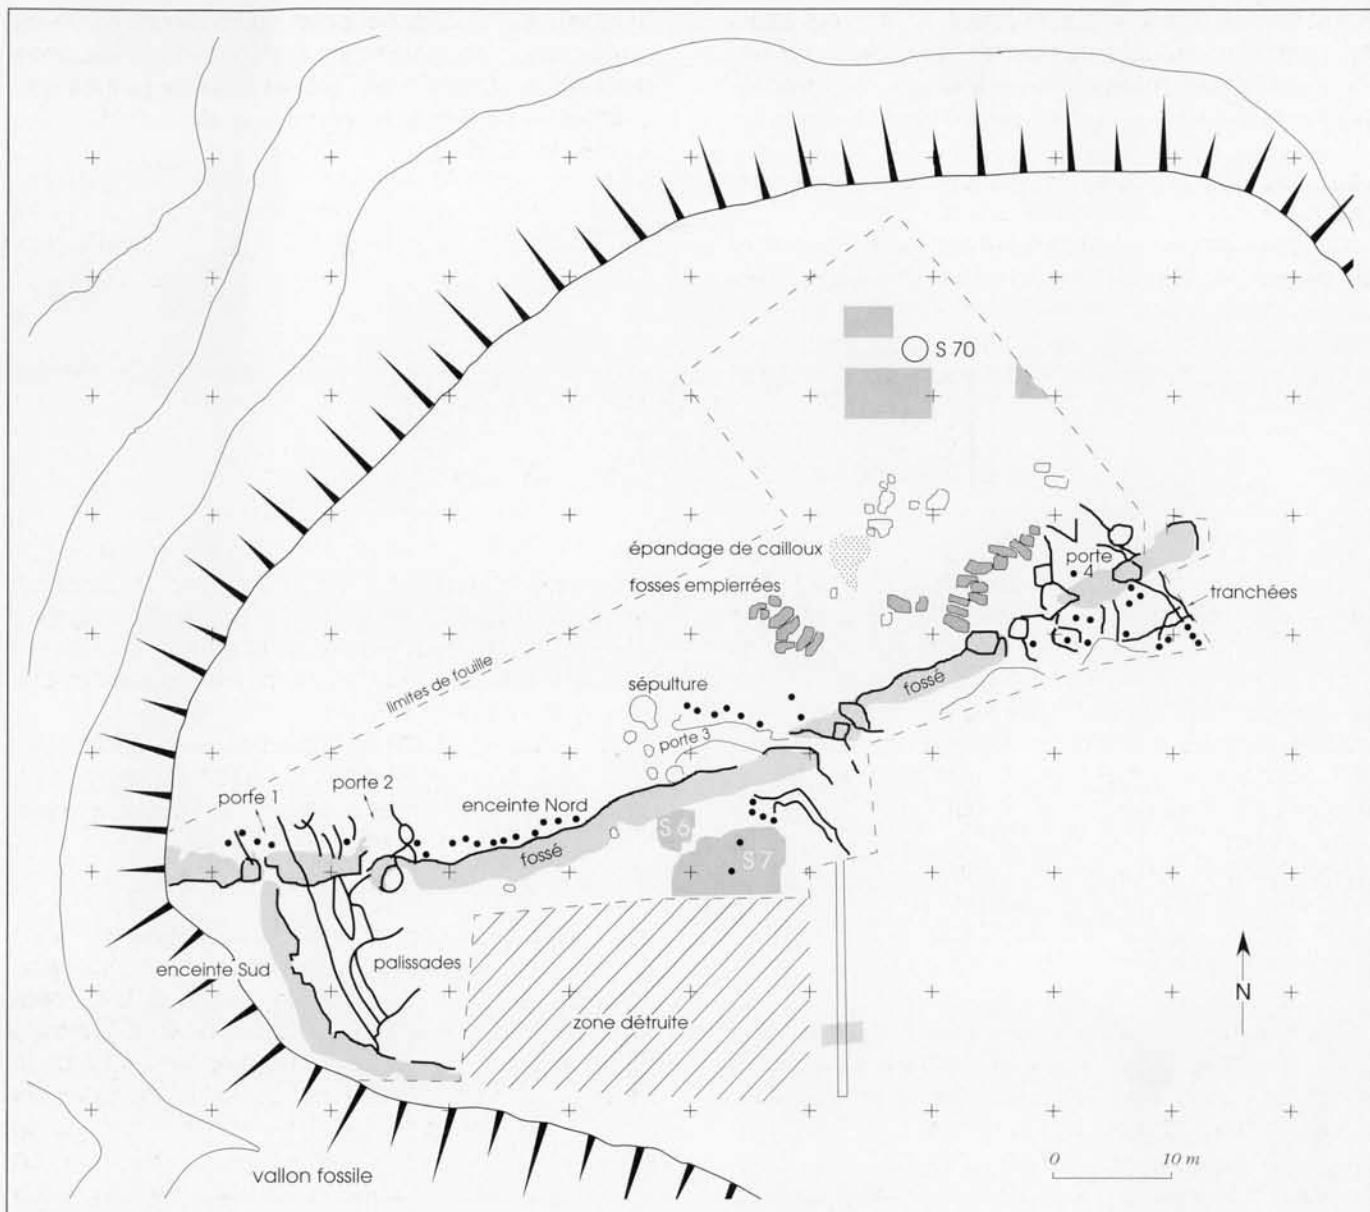 S 70
épandage de cailloux
porte
4
fosses empierrées
tranchées
limites de fouille
sépulture
fossé
porte 3
porte 2
porte 1
enceinte Nord
S 6
fossé
S 7
enceinte Sud
palissades
N
zone détruite
0 10 m
vallon fossile